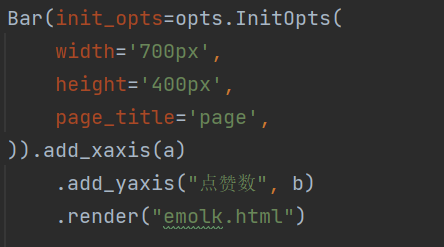 Bar(init_opts=opts.InitOpts(
    width='700px',
    height='400px',
    page_title='page',
)).add_xaxis(a)
    .add_yaxis("点赞数", b)
    .render("emolk.html")